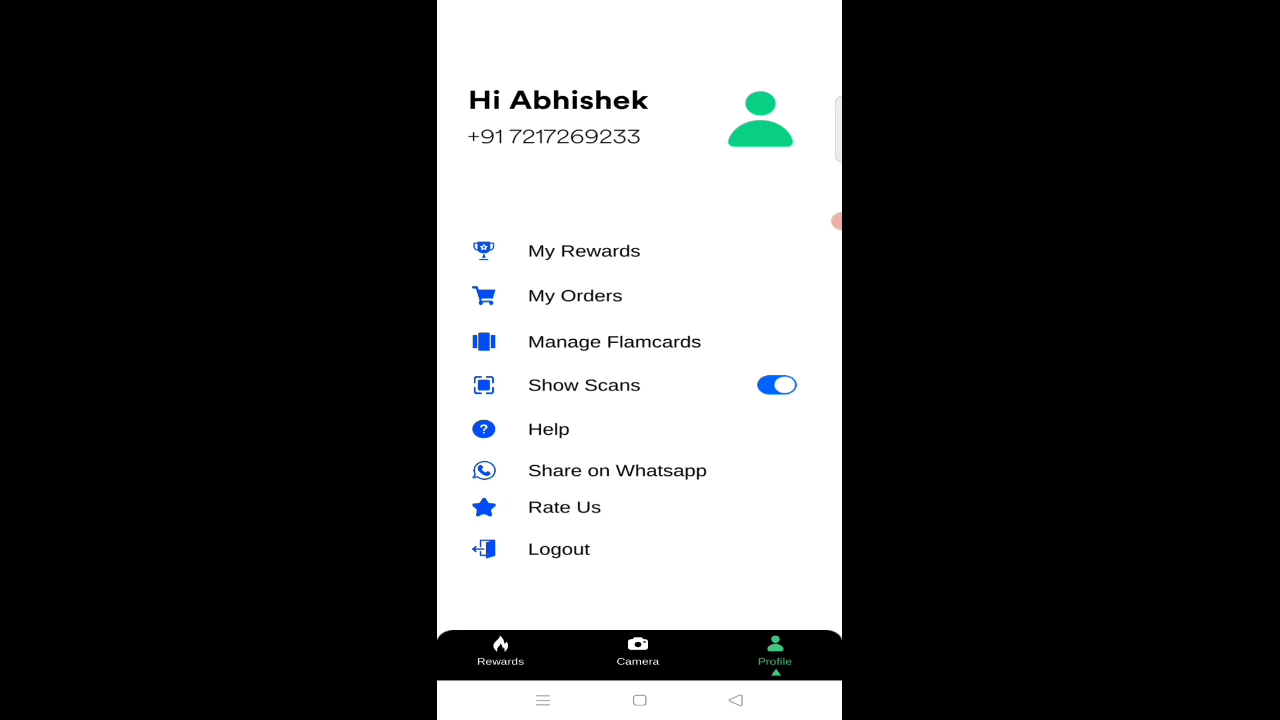 Hi Abhishek
+91 7217269233
My Rewards
My Orders
Manage Flamcards
Show Scans
Help
Share on Whatsapp
Rate Us
Logout
Rewards Camera Profile